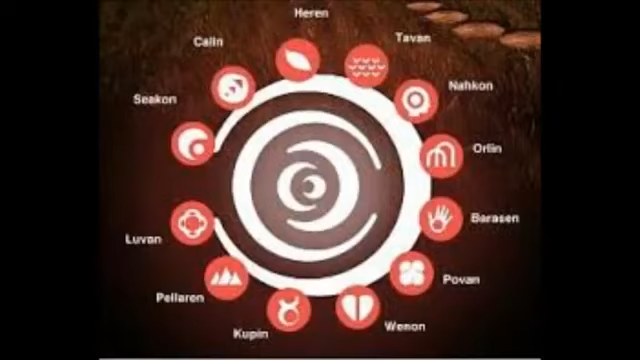 Heren
Tavan
Calin
Nahkon
Seakon
Orlin
Barasen
Luvan
Povan
Pellaren
Wenon
Kupin